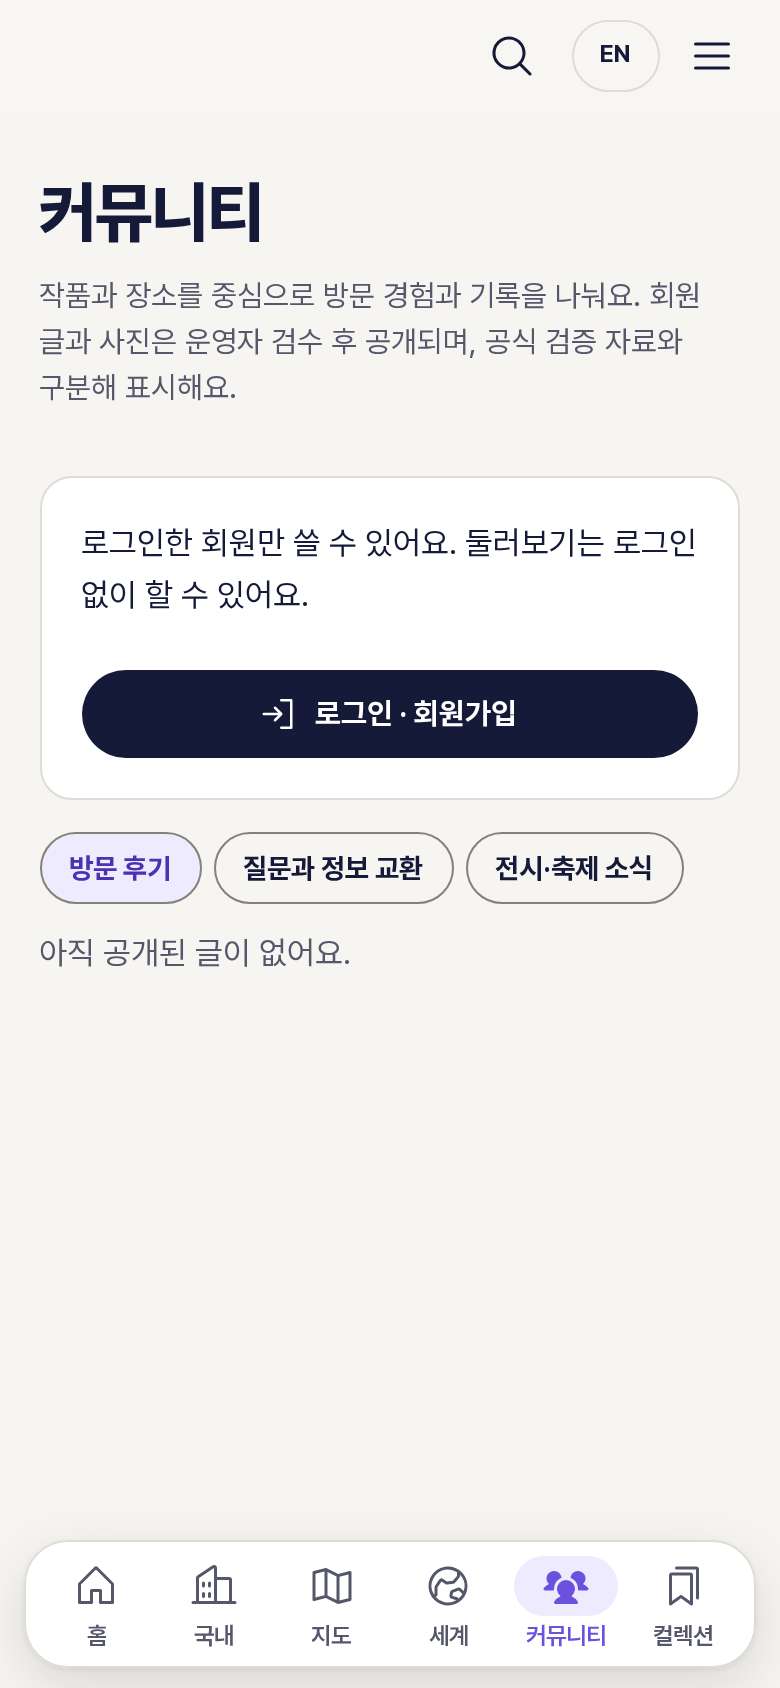 EN
커뮤니티
작품과 장소를 중심으로 방문 경험과 기록을 나눠요. 회원
글과 사진은 운영자 검수 후 공개되며, 공식 검증 자료와
구분해 표시해요.
로그인한 회원만 쓸 수 있어요. 둘러보기는 로그인
없이 할 수 있어요.
로그인 · 회원가입
방문 후기 질문과 정보 교환 전시·축제 소식
아직 공개된 글이 없어요.
홈 국내 지도 세계 커뮤니티 컬렉션